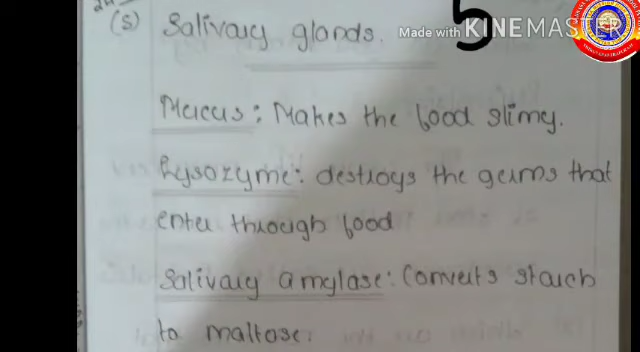 (5) Salivary glands.
5
Made with KINEMASTER
Mucus: Makes the food slimy.
Lysozyme: destroys the germs that
enter through food
Salivary amylase: Converts starch
to maltose.